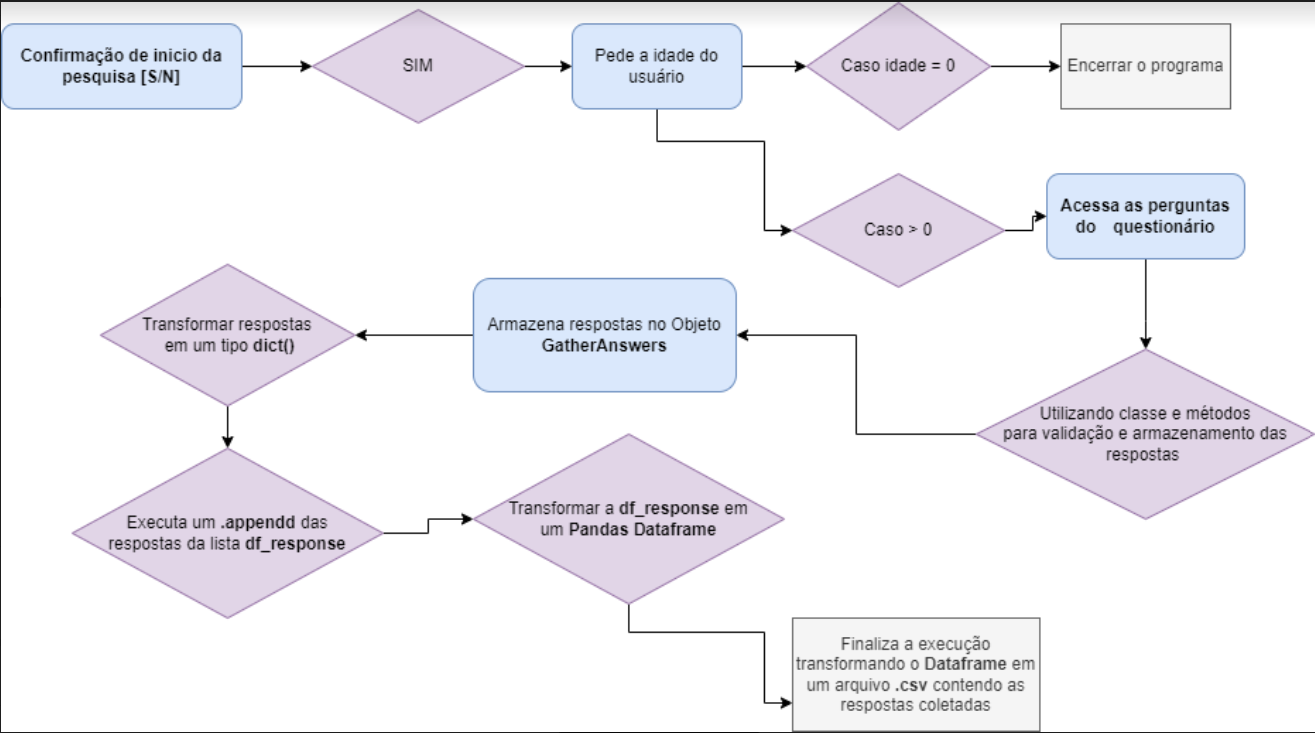 Confirmação de inicio da
pesquisa [S/N]
SIM
Pede a idade do
usuário
Caso idade = 0
Encerrar o programa
Caso > 0
Acessa as perguntas
do questionário
Utilizando classe e métodos
para validação e armazenamento das
respostas
Armazena respostas no Objeto
GatherAnswers
Transformar respostas
em um tipo dict()
Executa um .appendd das
respostas da lista df_response
Transformar a df_response em
um Pandas Dataframe
Finaliza a execução
transformando o Dataframe em
um arquivo .csv contendo as
respostas coletadas